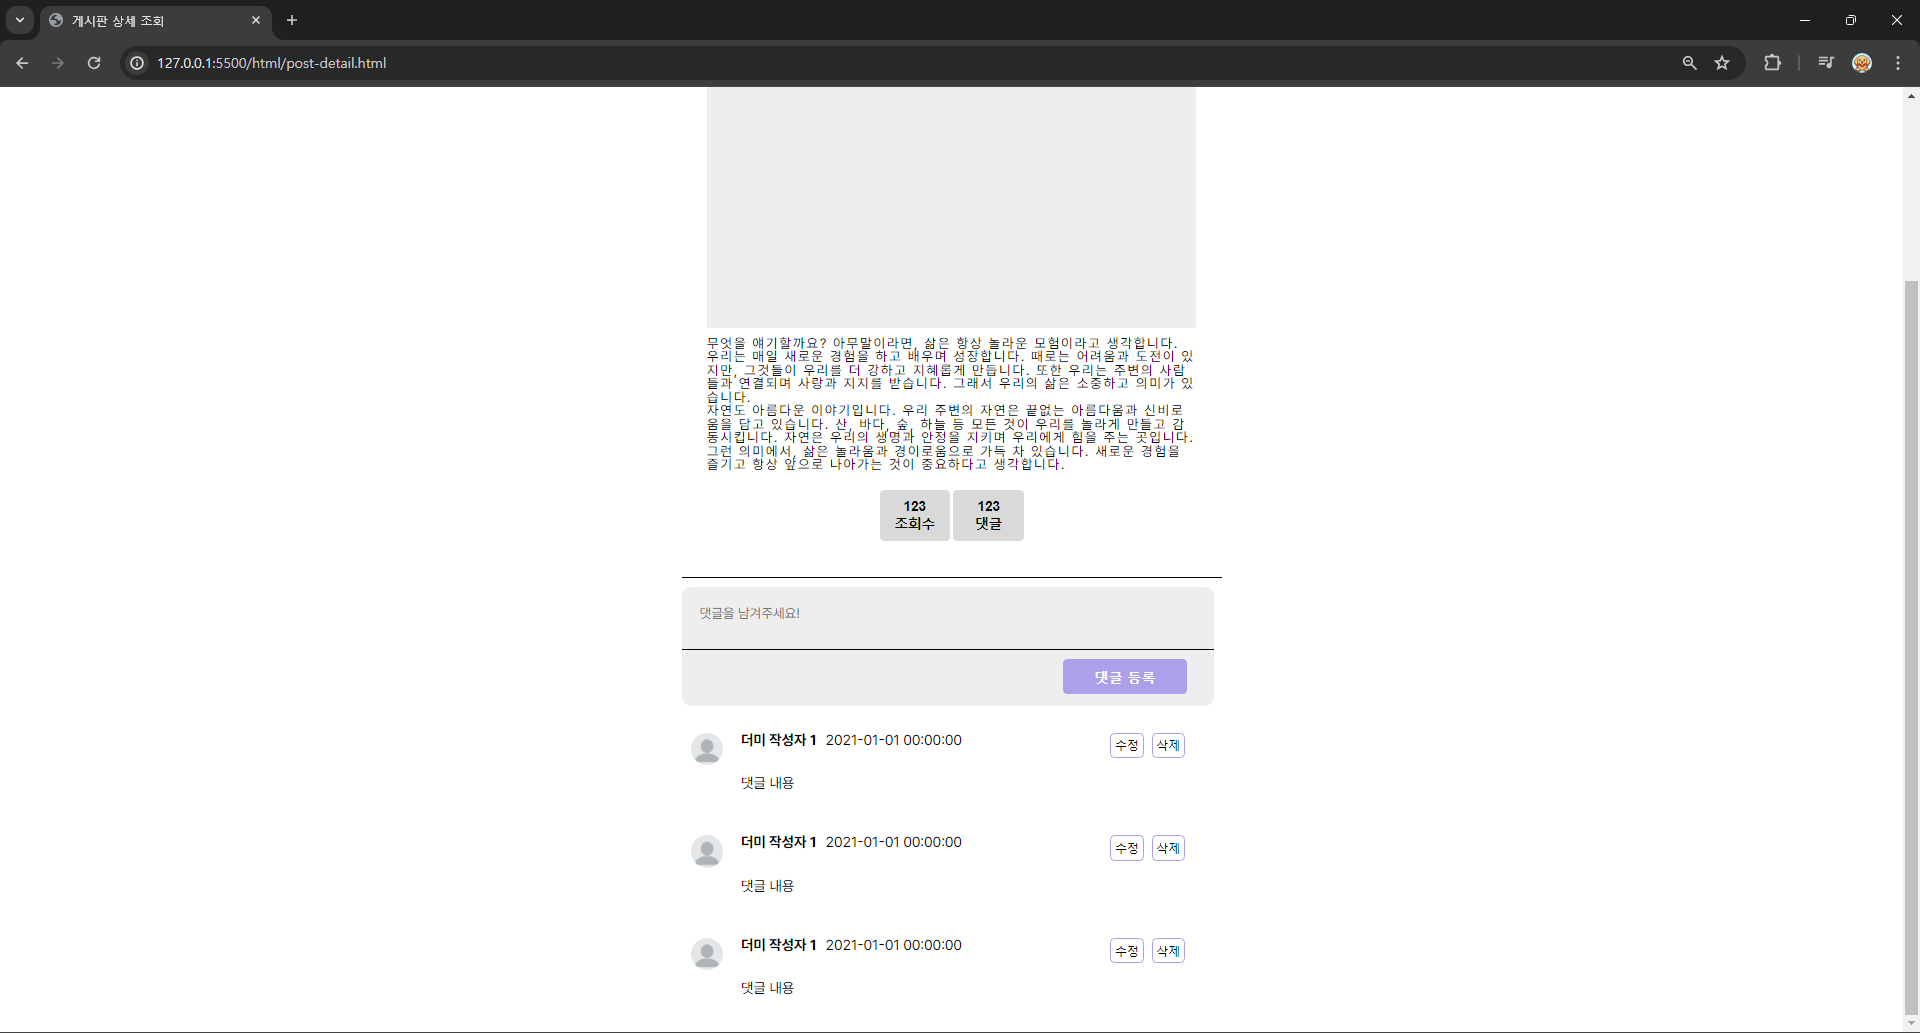 게시판 상세 조회
127.0.0.1:5500/html/post-detail.html
무엇을 얘기할까요? 아무말이라면, 삶은 항상 놀라운 모험이라고 생각합니다.
우리는 매일 새로운 경험을 하고 배우며 성장합니다. 때로는 어려움과 도전이 있
지만, 그것들이 우리를 더 강하고 지혜롭게 만듭니다. 또한 우리는 주변의 사람
들과 연결되며 사랑과 지지를 받습니다. 그래서 우리의 삶은 소중하고 의미가 있
습니다.
자연도 아름다운 이야기입니다. 우리 주변의 자연은 끝없는 아름다움과 신비로
움을 담고 있습니다. 산, 바다, 숲, 하늘 등 모든 것이 우리를 놀라게 만들고 감
동시킵니다. 자연은 우리의 생명과 안정을 지키며 우리에게 힘을 주는 곳입니다.
그런 의미에서, 삶은 놀라움과 경이로움으로 가득 차 있습니다. 새로운 경험을
즐기고 항상 앞으로 나아가는 것이 중요하다고 생각합니다.
123 123
조회수 댓글
댓글을 남겨주세요!
댓글 등록
더미 작성자 1 2021-01-01 00:00:00 수정 삭제
댓글 내용
더미 작성자 1 2021-01-01 00:00:00 수정 삭제
댓글 내용
더미 작성자 1 2021-01-01 00:00:00 수정 삭제
댓글 내용